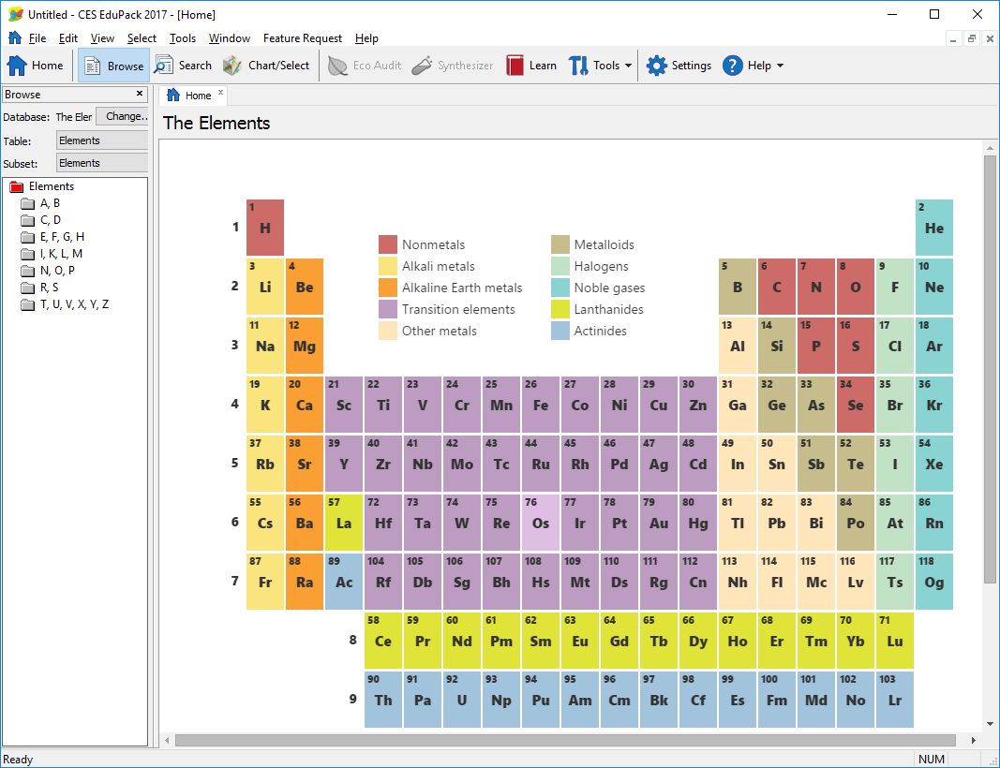 Untitled - CES EduPack 2017 - [Home]
File Edit View Select Tools Window Feature Request Help
Home Browse Search Chart/Select Eco Audit Synthesizer Learn Tools Settings Help
Browse
Database: The Eler Change..
Table: Elements
Subset: Elements
Elements
A, B
C, D
E, F, G, H
I, K, L, M
N, O, P
R, S
T, U, V, X, Y, Z
Home
The Elements
Nonmetals
Alkali metals
Alkaline Earth metals
Transition elements
Other metals
Metalloids
Halogens
Noble gases
Lanthanides
Actinides
1 2
1 H He
3 4 5 6 7 8 9 10
2 Li Be B C N O F Ne
11 12 13 14 15 16 17 18
3 Na Mg Al Si P S Cl Ar
19 20 21 22 23 24 25 26 27 28 29 30 31 32 33 34 35 36
4 K Ca Sc Ti V Cr Mn Fe Co Ni Cu Zn Ga Ge As Se Br Kr
37 38 39 40 41 42 43 44 45 46 47 48 49 50 51 52 53 54
5 Rb Sr Y Zr Nb Mo Tc Ru Rh Pd Ag Cd In Sn Sb Te I Xe
55 56 57 72 73 74 75 76 77 78 79 80 81 82 83 84 85 86
6 Cs Ba La Hf Ta W Re Os Ir Pt Au Hg Tl Pb Bi Po At Rn
87 88 89 104 105 106 107 108 109 110 111 112 113 114 115 116 117 118
7 Fr Ra Ac Rf Db Sg Bh Hs Mt Ds Rg Cn Nh Fl Mc Lv Ts Og
58 59 60 61 62 63 64 65 66 67 68 69 70 71
8 Ce Pr Nd Pm Sm Eu Gd Tb Dy Ho Er Tm Yb Lu
90 91 92 93 94 95 96 97 98 99 100 101 102 103
9 Th Pa U Np Pu Am Cm Bk Cf Es Fm Md No Lr
Ready NUM